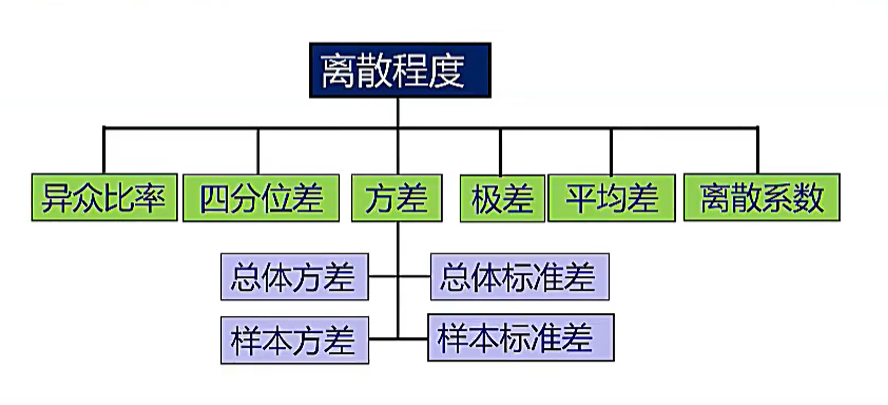 离散程度
异众比率
四分位差
方差
极差
平均差
离散系数
总体方差
总体标准差
样本方差
样本标准差